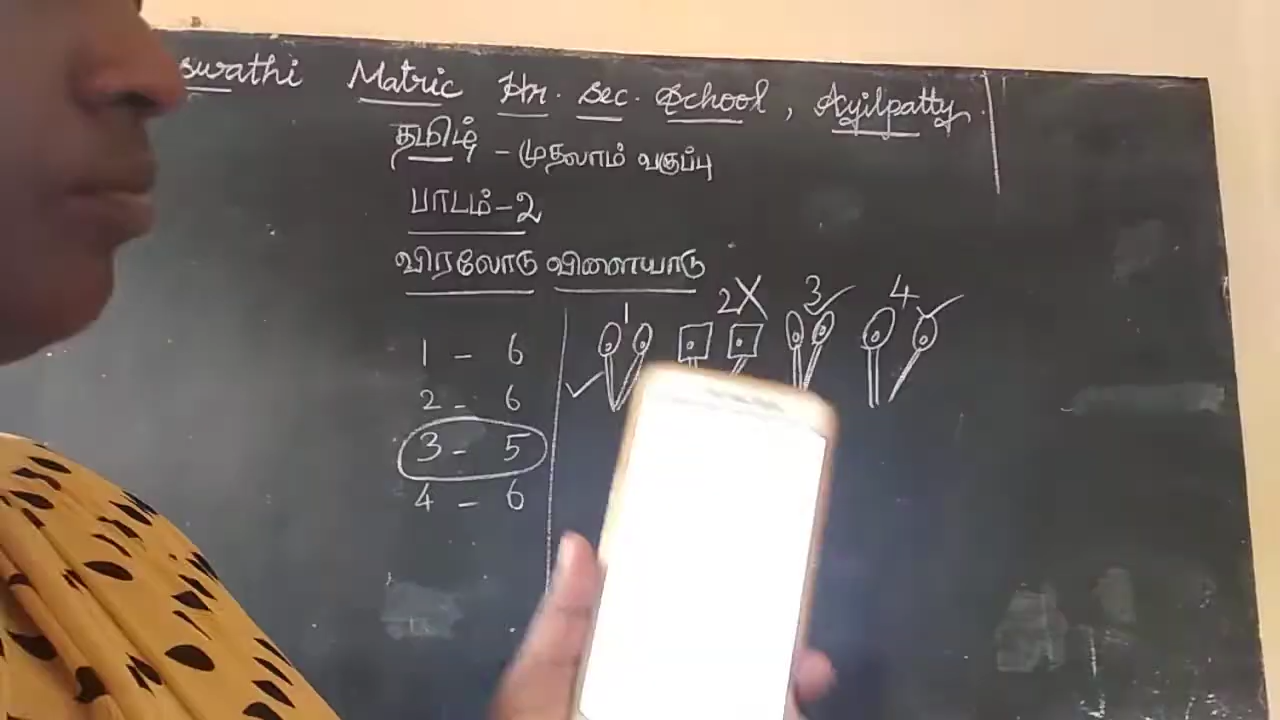 swathi Matric Hr. Sec. School, Ayilpatty.
தமிழ் - முதலாம் வகுப்பு
பாடம்-2
விரலோடு விளையாடு
1 2X 3✓ 4✓
1 - 6
2 - 6
3 - 5
4 - 6